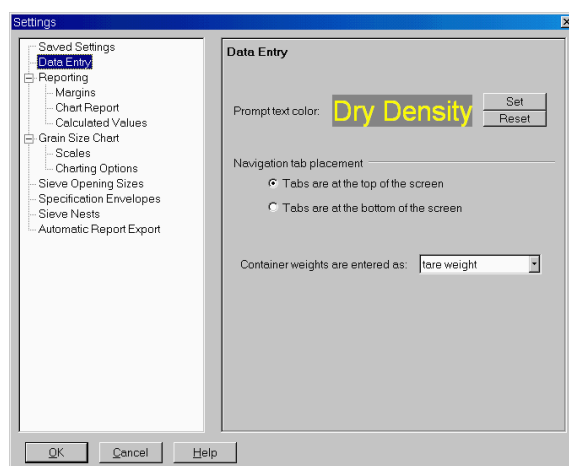 Settings
Saved Settings
Data Entry
Reporting
Margins
Chart Report
Calculated Values
Grain Size Chart
Scales
Charting Options
Sieve Opening Sizes
Specification Envelopes
Sieve Nests
Automatic Report Export
Data Entry
Prompt text color: Dry Density Set
Reset
Navigation tab placement
Tabs are at the top of the screen
Tabs are at the bottom of the screen
Container weights are entered as: tare weight
OK Cancel Help